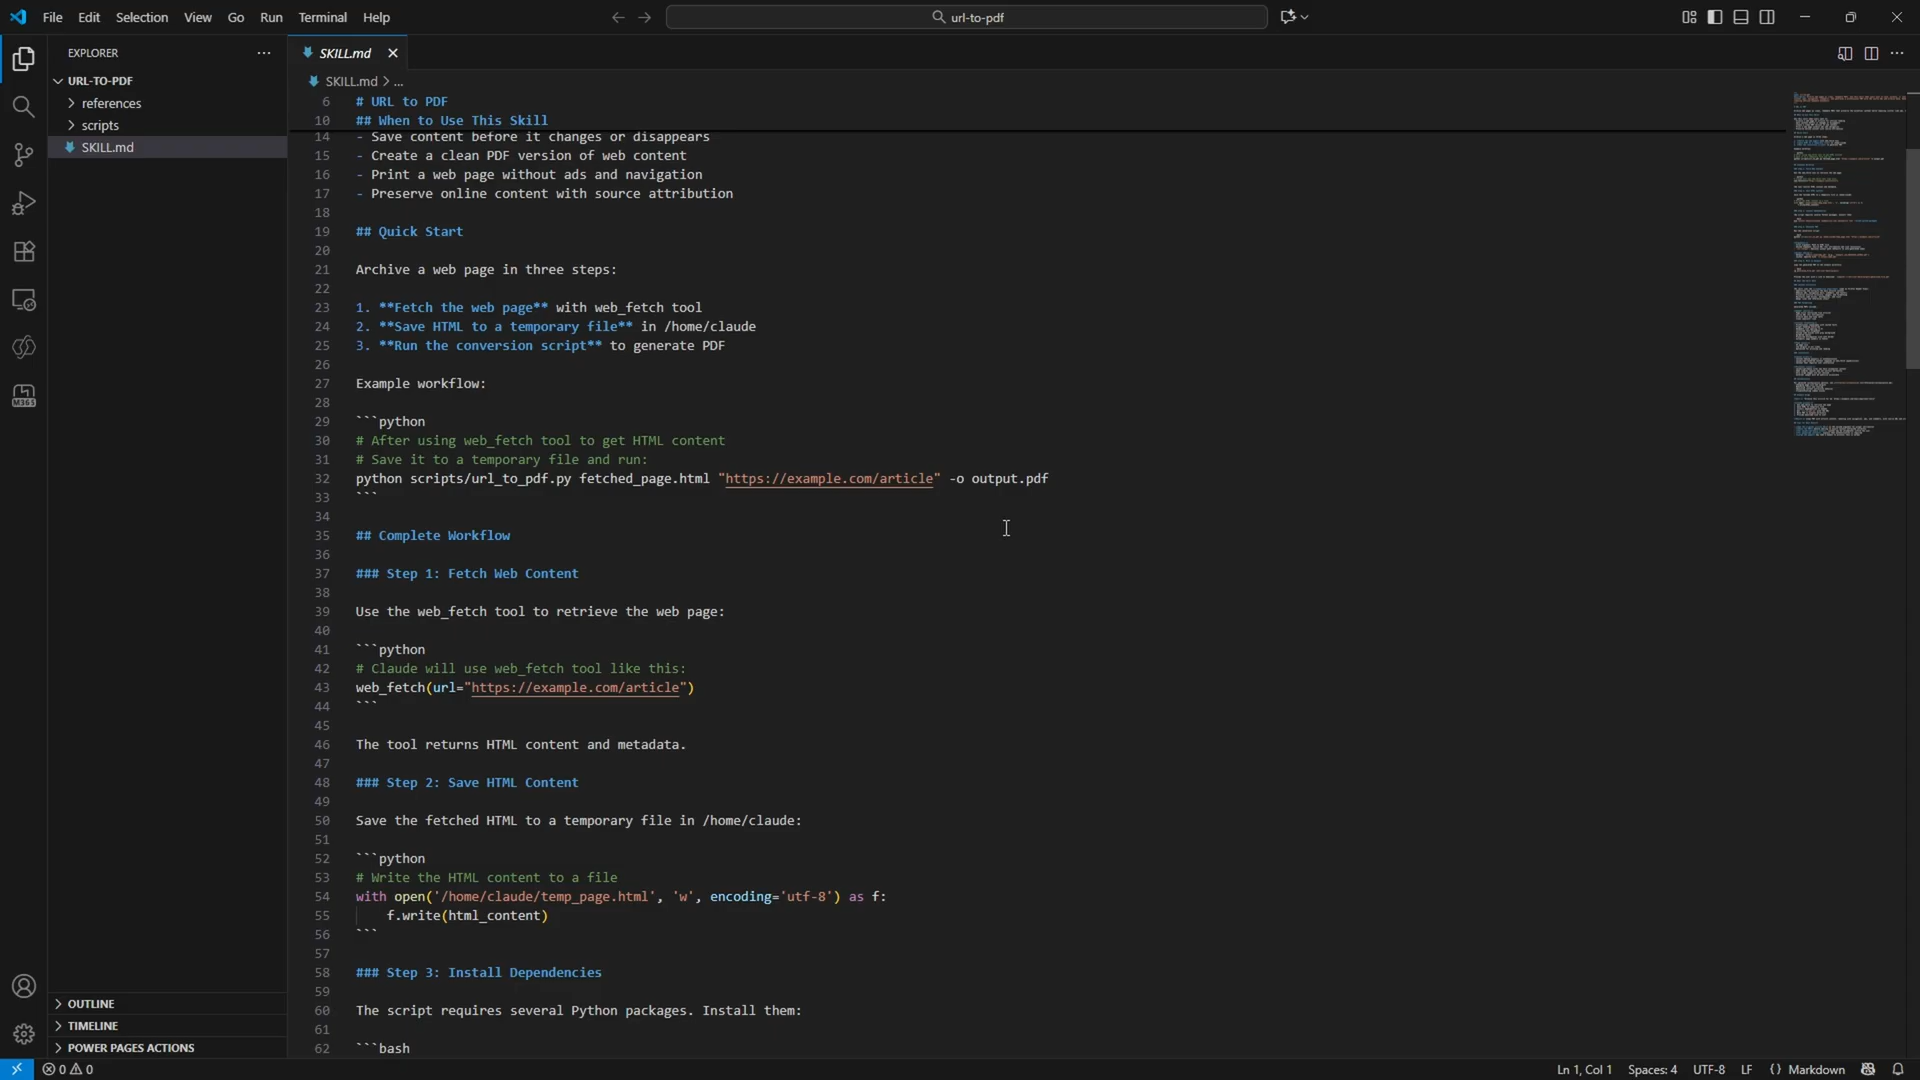 File Edit Selection View Go Run Terminal Help
url-to-pdf
EXPLORER
URL-TO-PDF
references
scripts
SKILL.md
M365
OUTLINE
TIMELINE
POWER PAGES ACTIONS
SKILL.md
SKILL.md > ...
6 # URL to PDF
10 ## When to Use This Skill
14 - Save content before it changes or disappears
15 - Create a clean PDF version of web content
16 - Print a web page without ads and navigation
17 - Preserve online content with source attribution
18
19 ## Quick Start
20
21 Archive a web page in three steps:
22
23 1. **Fetch the web page** with web_fetch tool
24 2. **Save HTML to a temporary file** in /home/claude
25 3. **Run the conversion script** to generate PDF
26
27 Example workflow:
28
29 ```python
30 # After using web_fetch tool to get HTML content
31 # Save it to a temporary file and run:
32 python scripts/url_to_pdf.py fetched_page.html "https://example.com/article" -o output.pdf
33 ```
34
35 ## Complete Workflow
36
37 ### Step 1: Fetch Web Content
38
39 Use the web_fetch tool to retrieve the web page:
40
41 ```python
42 # Claude will use web_fetch tool like this:
43 web_fetch(url="https://example.com/article")
44 ```
45
46 The tool returns HTML content and metadata.
47
48 ### Step 2: Save HTML Content
49
50 Save the fetched HTML to a temporary file in /home/claude:
51
52 ```python
53 # Write the HTML content to a file
54 with open('/home/claude/temp_page.html', 'w', encoding='utf-8') as f:
55 f.write(html_content)
56 ```
57
58 ### Step 3: Install Dependencies
59
60 The script requires several Python packages. Install them:
61
62 ```bash
0 0
Ln 1, Col 1 Spaces: 4 UTF-8 LF {} Markdown